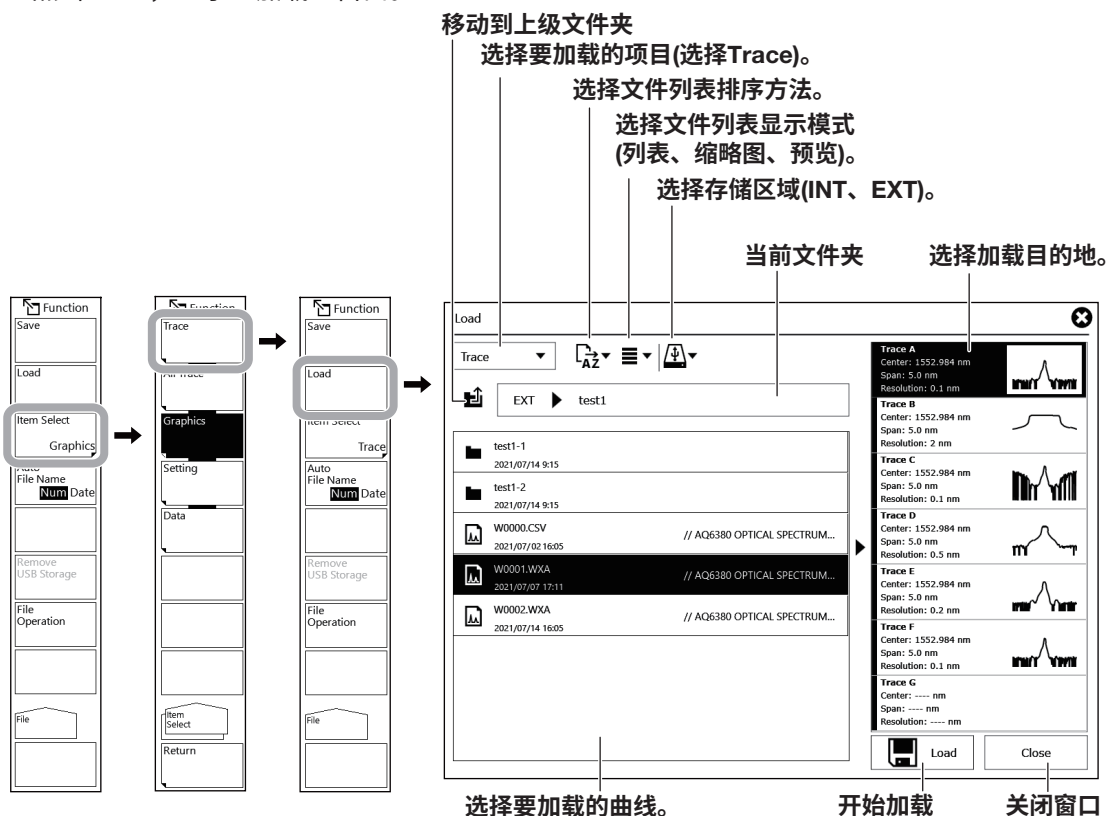 移动到上级文件夹
选择要加载的项目(选择Trace)。
选择文件列表排序方法。
选择文件列表显示模式
(列表、缩略图、预览)。
选择存储区域(INT、EXT)。
当前文件夹
选择加载目的地。
Function
Save
Load
Item Select
Graphics
Auto
File Name
Num Date
Remove
USB Storage
File
Operation
File
Function
Trace
All Trace
Graphics
Setting
Data
Item
Select
Return
Function
Save
Load
Item Select
Trace
Auto
File Name
Num Date
Remove
USB Storage
File
Operation
File
Load
Trace
AZ
EXT test1
test1-1
2021/07/14 9:15
test1-2
2021/07/14 9:15
W0000.CSV // AQ6380 OPTICAL SPECTRUM...
2021/07/02 16:05
W0001.WXA // AQ6380 OPTICAL SPECTRUM...
2021/07/07 17:11
W0002.WXA // AQ6380 OPTICAL SPECTRUM...
2021/07/14 16:05
Trace A
Center: 1552.984 nm
Span: 5.0 nm
Resolution: 0.1 nm
Trace B
Center: 1552.984 nm
Span: 5.0 nm
Resolution: 2 nm
Trace C
Center: 1552.984 nm
Span: 5.0 nm
Resolution: 0.1 nm
Trace D
Center: 1552.984 nm
Span: 5.0 nm
Resolution: 0.5 nm
Trace E
Center: 1552.984 nm
Span: 5.0 nm
Resolution: 0.2 nm
Trace F
Center: 1552.984 nm
Span: 5.0 nm
Resolution: 0.1 nm
Trace G
Center: ---- nm
Span: ---- nm
Resolution: ---- nm
Load
Close
选择要加载的曲线。
开始加载
关闭窗口